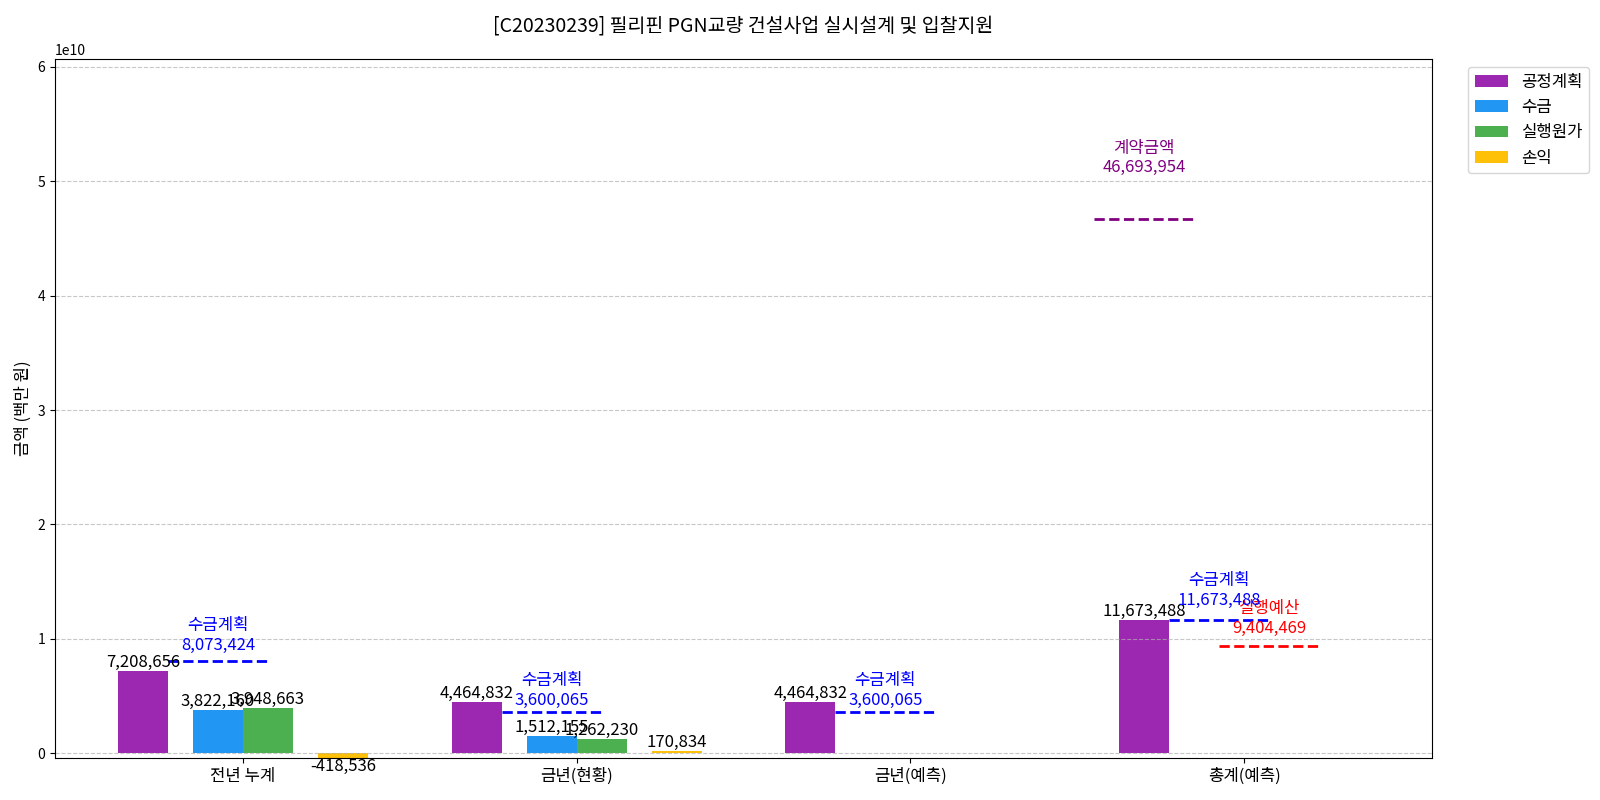 [C20230239] 필리핀 PGN교량 건설사업 실시설계 및 입찰지원
1e10
금액 (백만 원)
6
5
4
3
2
1
0
공정계획
수금
실행원가
손익
계약금액
46,693,954
수금계획
8,073,424
7,208,656
3,822,160
3,948,663
-418,536
수금계획
3,600,065
4,464,832
1,512,155
1,262,230
170,834
수금계획
3,600,065
4,464,832
수금계획
11,673,488
11,673,488
실행예산
9,404,469
전년 누계
금년(현황)
금년(예측)
총계(예측)